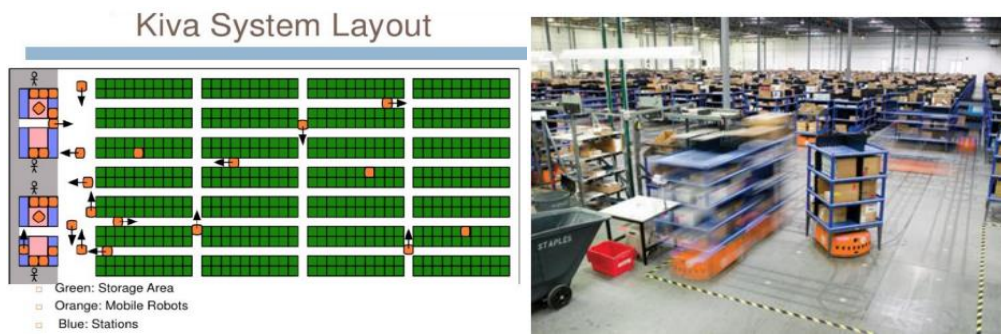 Kiva System Layout
Green: Storage Area
Orange: Mobile Robots
Blue: Stations
STAPLES